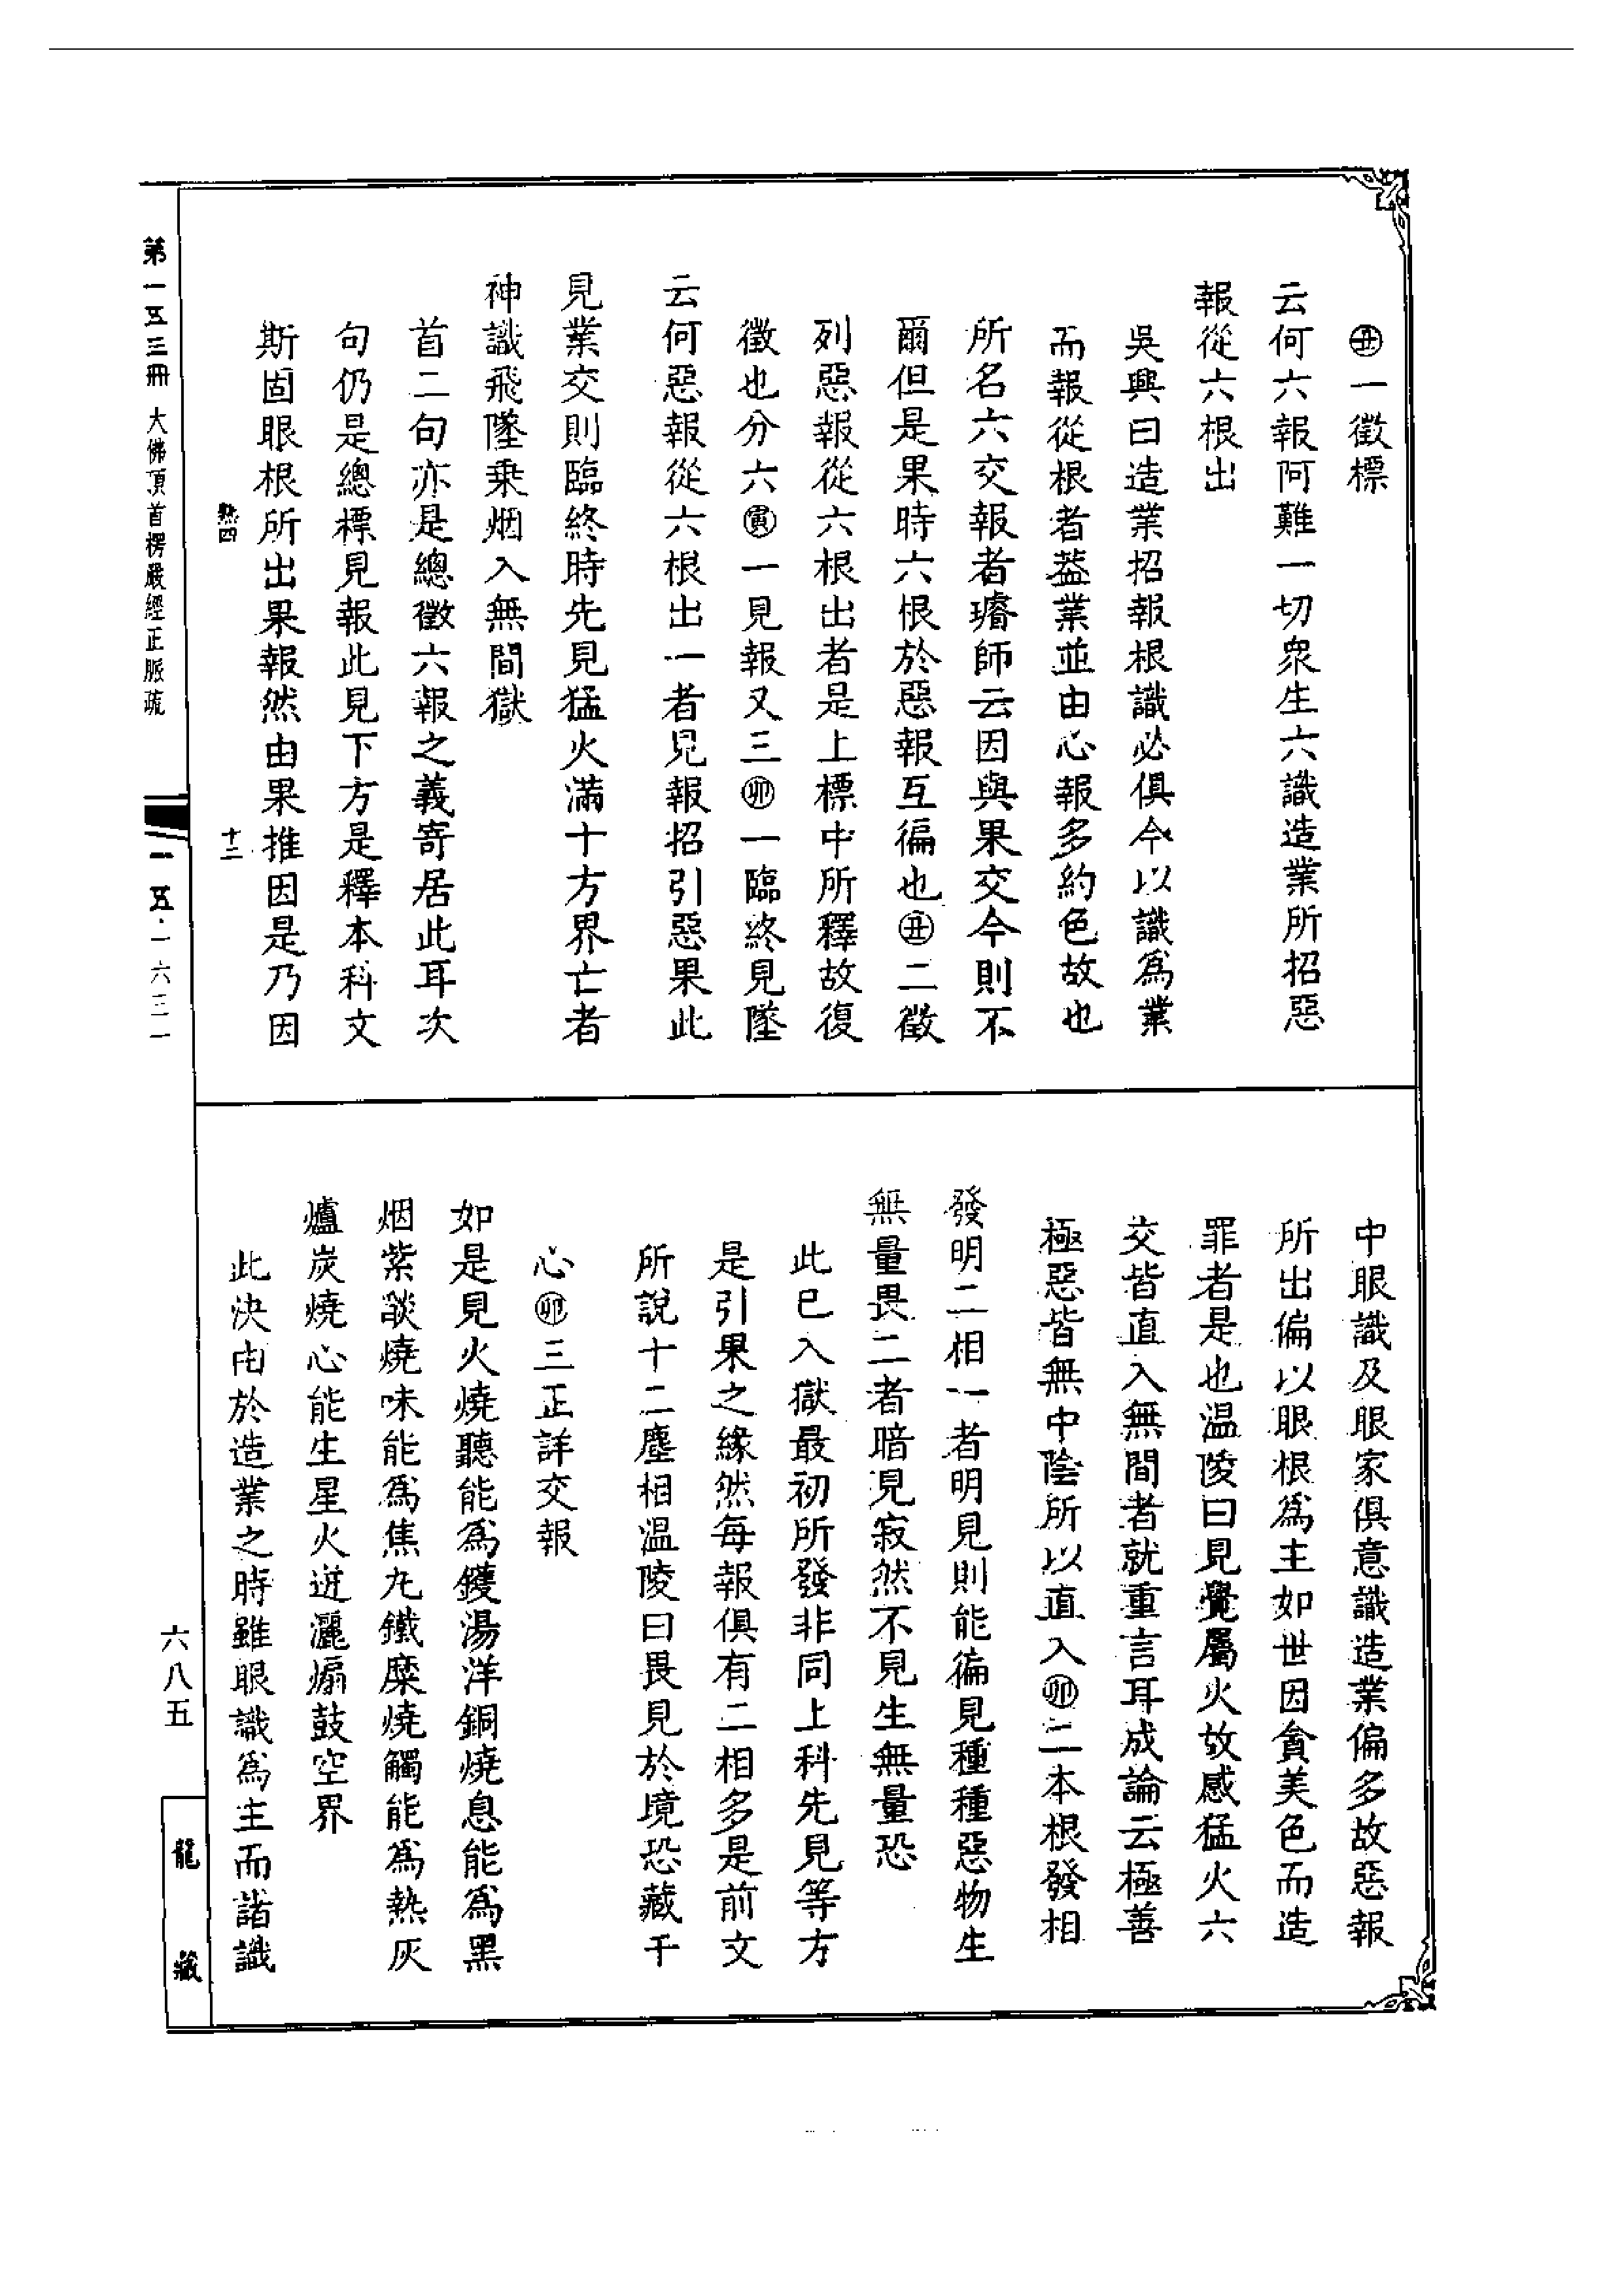 ㊄一徵標
云何六報阿難一切衆生六識造業所招惡
報從六根出
吳興曰造業招報根識必俱今以識爲業
而報從根者葢業並由心報多約色故也
所名六交報者璿師云因與果交今則不
爾但是果時六根於惡報互徧也㊄二徵
列惡報從六根出者是上標中所釋故復
徵也分六㊅一見報又三㊆一臨終見墜
云何惡報從六根出一者見報招引惡果此
見業交則臨終時先見猛火滿十方界亡者
神識飛墜乘烟入無間獄
首二句亦是總徵六報之義寄居此耳次
句仍是總標見報此見下方是釋本科文
斯固眼根所出果報然由果推因是乃因
熱四
十二
中眼識及眼家俱意識造業偏多故惡報
所出偏以眼根爲主如世因貪美色而造
罪者是也温陵曰見覺屬火故感猛火六
交皆直入無間者就重言耳成論云極善
極惡皆無中陰所以直入㊆二本根發相
發明二相一者明見則能徧見種種惡物生
無量畏二者暗見寂然不見生無量恐
此已入獄最初所發非同上科先見等方
是引果之緣然每報俱有二相多是前文
所說十二塵相温陵曰畏見於境恐藏于
心㊆三正詳交報
如是見火燒聽能爲鑊湯洋銅燒息能爲黑
烟紫燄燒味能爲焦丸鐵糜燒觸能爲熱灰
爐炭燒心能生星火迸灑煽鼓空界
此決由於造業之時雖眼識爲主而諸識
第一五三冊 大佛頂首楞嚴經正脈疏
一五·一六三一
六八五
龍藏